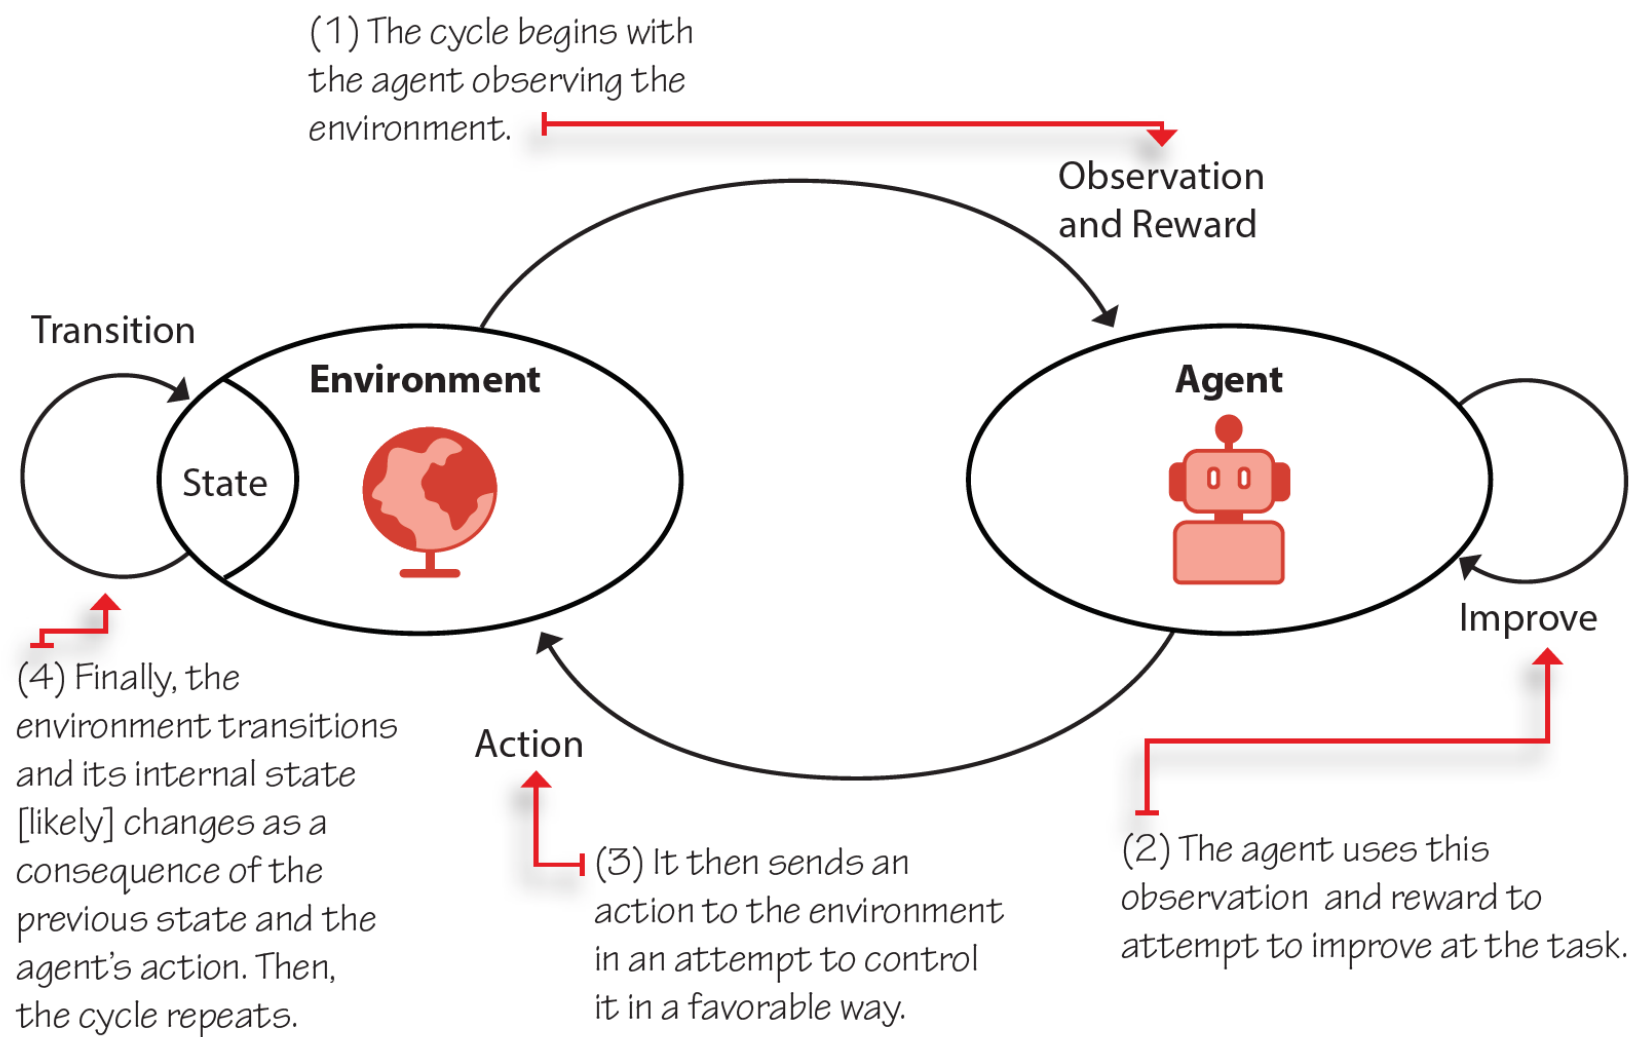 (1) The cycle begins with
the agent observing the
environment.
Observation
and Reward
Transition
Environment
Agent
State
Improve
Action
(4) Finally, the
environment transitions
and its internal state
[likely] changes as a
consequence of the
previous state and the
agent's action. Then,
the cycle repeats.
(3) It then sends an
action to the environment
in an attempt to control
it in a favorable way.
(2) The agent uses this
observation and reward to
attempt to improve at the task.